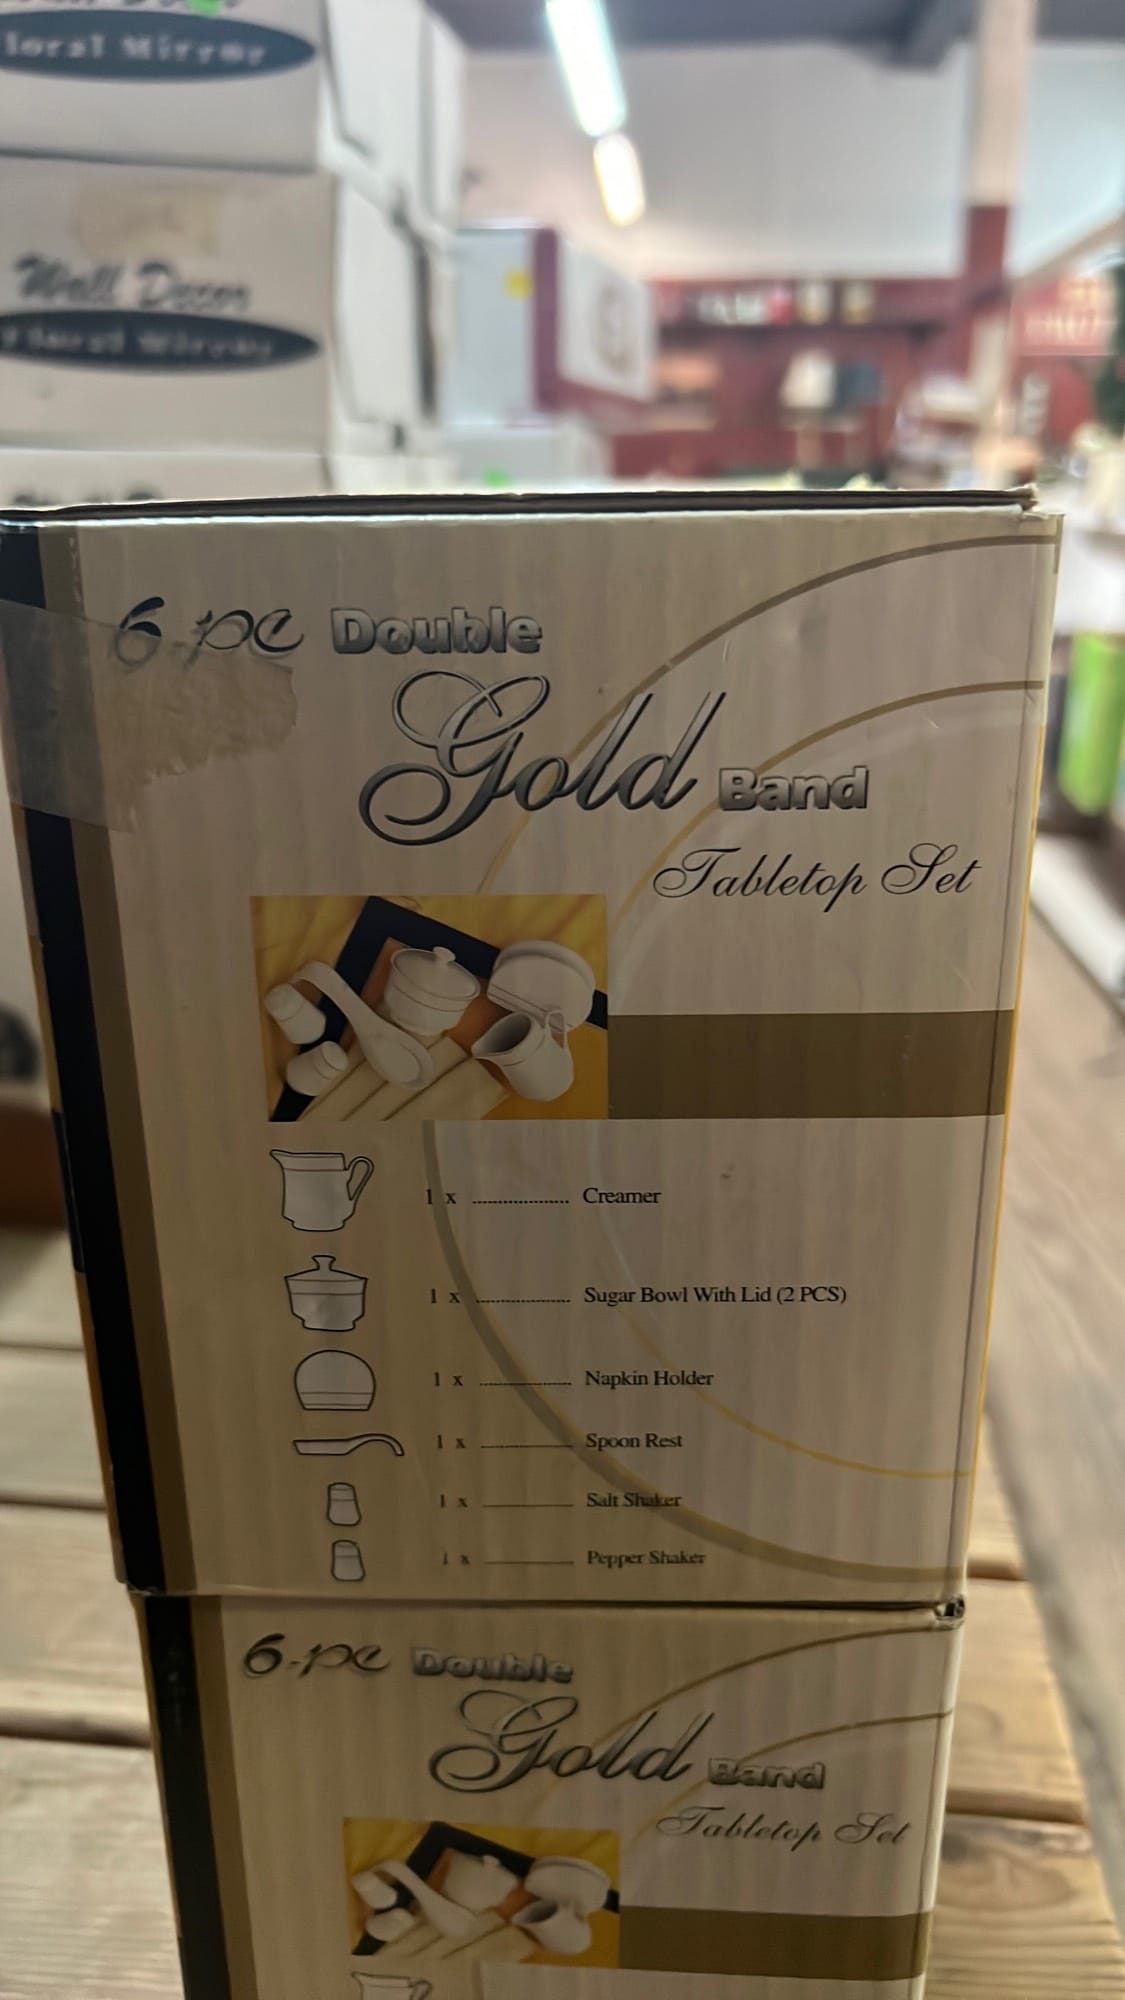 Floral Mirror
Wall Decor
Floral Mirror
6-pc Double
Gold Band
Tabletop Set
1 x .................... Creamer
1 x .................... Sugar Bowl With Lid (2 PCS)
1 x .................... Napkin Holder
1 x .................... Spoon Rest
1 x .................... Salt Shaker
1 x .................... Pepper Shaker
6-pc Double
Gold Band
Tabletop Set